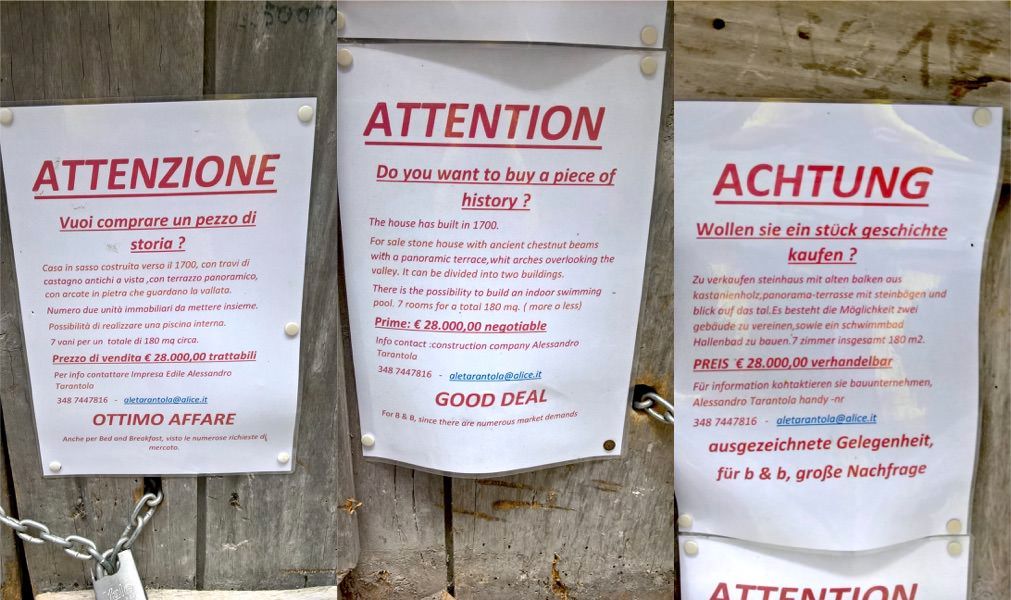 ATTENZIONE
Vuoi comprare un pezzo di
storia ?
Casa in sasso costruita verso il 1700, con travi di
castagno antichi a vista ,con terrazzo panoramico,
con arcate in pietra che guardano la vallata.
Numero due unità immobiliari da mettere insieme.
Possibilità di realizzare una piscina interna.
7 vani per un totale di 180 mq circa.
Prezzo di vendita € 28.000,00 trattabili
Per info contattare Impresa Edile Alessandro
Tarantola
348 7447816 - aletarantola@alice.it
OTTIMO AFFARE
Anche per Bed and Breakfast, visto le numerose richieste di
mercato.
ATTENTION
Do you want to buy a piece of
history ?
The house has built in 1700.
For sale stone house with ancient chestnut beams
with a panoramic terrace,whit arches overlooking the
valley. It can be divided into two buildings.
There is the possibility to build an indoor swimming
pool. 7 rooms for a total 180 mq. ( more o less)
Prime: € 28.000,00 negotiable
Info contact :construction company Alessandro
Tarantola
348 7447816 - aletarantola@alice.it
GOOD DEAL
For B & B, since there are numerous market demands
ACHTUNG
Wollen sie ein stück geschichte
kaufen ?
Zu verkaufen steinhaus mit alten balken aus
kastanienholz,panorama-terrasse mit steinbögen und
blick auf das tal.Es besteht die Möglichkeit zwei
gebäude zu vereinen,sowie ein schwimmbad
Hallenbad zu bauen.7 zimmer insgesamt 180 m2.
PREIS € 28.000,00 verhandelbar
Für information kohtaktieren sie bauunternehmen,
Alessandro Tarantola handy -nr
348 7447816 - aletarantola@alice.it
ausgezeichnete Gelegenheit,
für b & b, große Nachfrage
ATTENTION